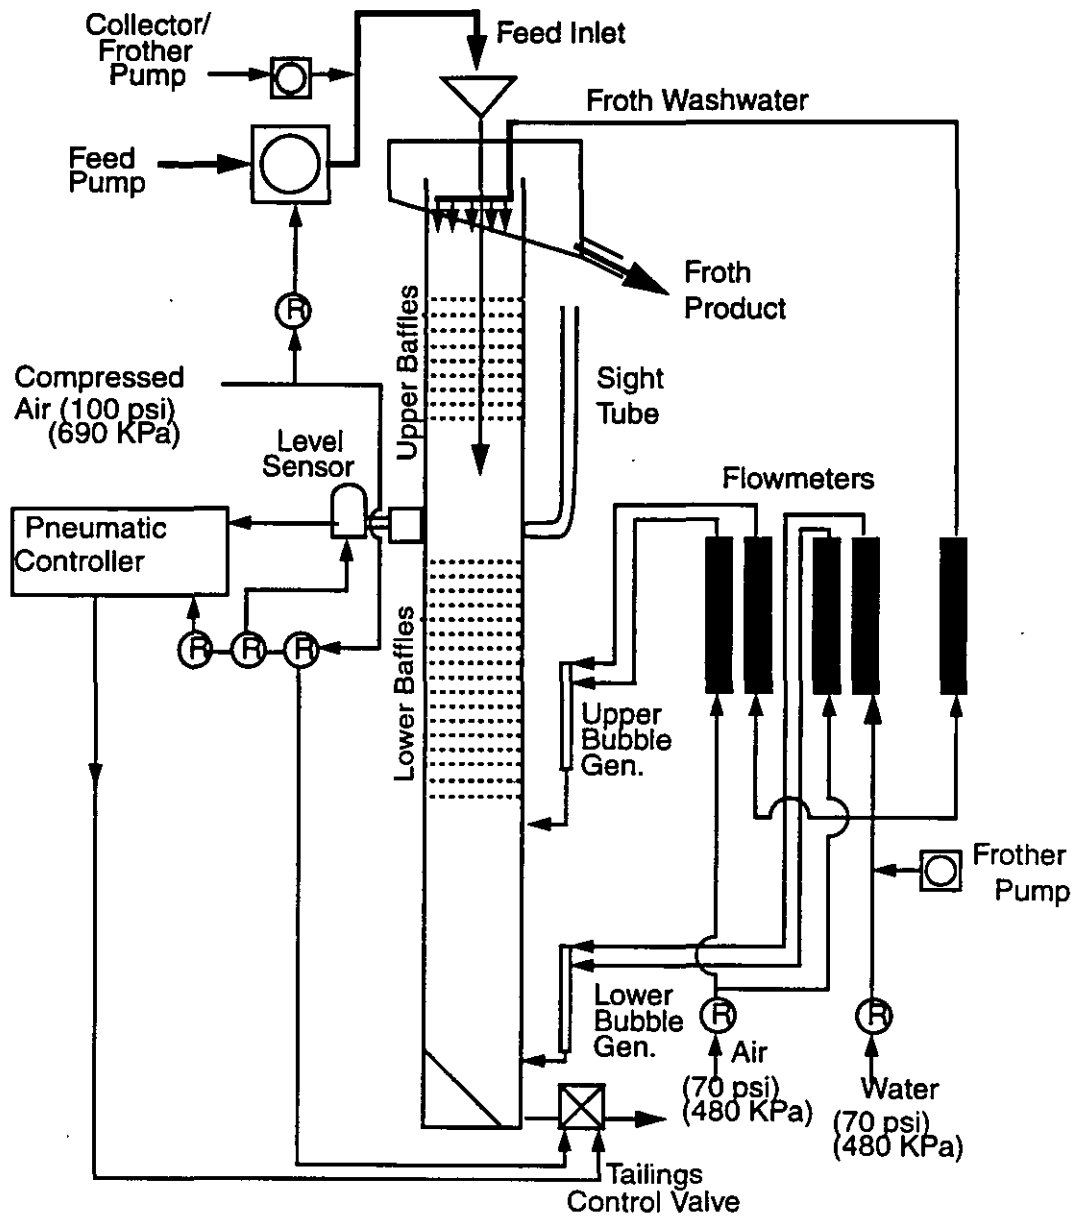 Collector/
Frother
Pump
Feed Inlet
Froth Washwater
Feed
Pump
Froth
Product
R
Upper Baffles
Compressed
Air (100 psi)
(690 KPa)
Sight
Tube
Level
Sensor
Flowmeters
Pneumatic
Controller
R
R
R
Lower Baffles
Upper
Bubble
Gen.
Frother
Pump
Lower
Bubble
Gen.
R
R
Air
(70 psi)
(480 KPa)
Water
(70 psi)
(480 KPa)
Tailings
Control Valve